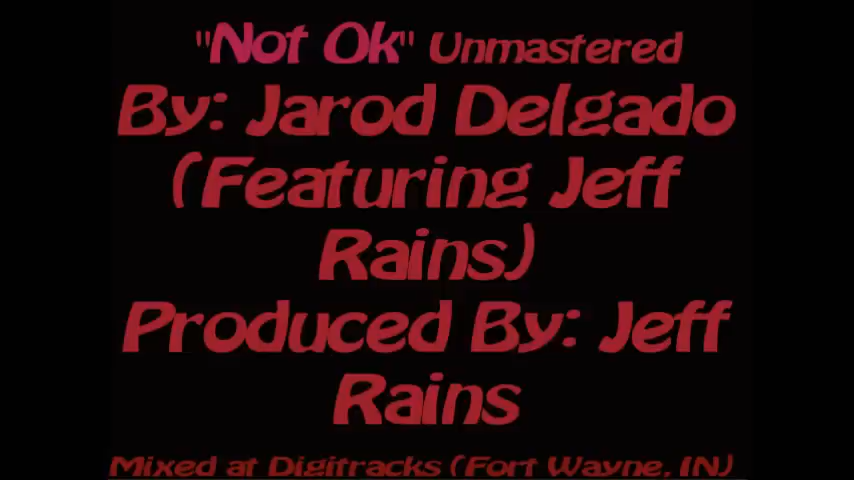 "Not Ok" Unmastered
By: Jarod Delgado
(Featuring Jeff
Rains)
Produced By: Jeff
Rains
Mixed at Digitracks (Fort Wayne, IN)